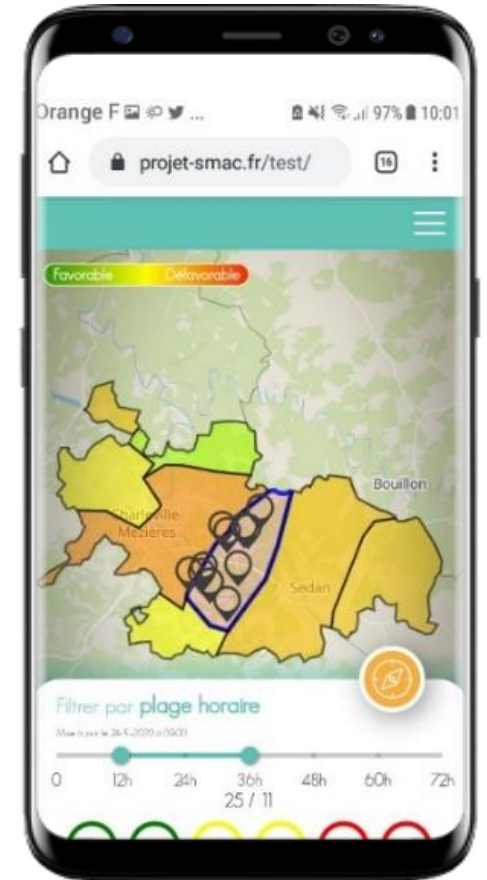 Orange F ... 97% 10:01
projet-smac.fr/test/ 16
Favorable Défavorable
Bouillon
Charleville
Mézières
Sedan
Filtrer par plage horaire
0 12h 24h 36h 48h 60h 72h
25 / 11